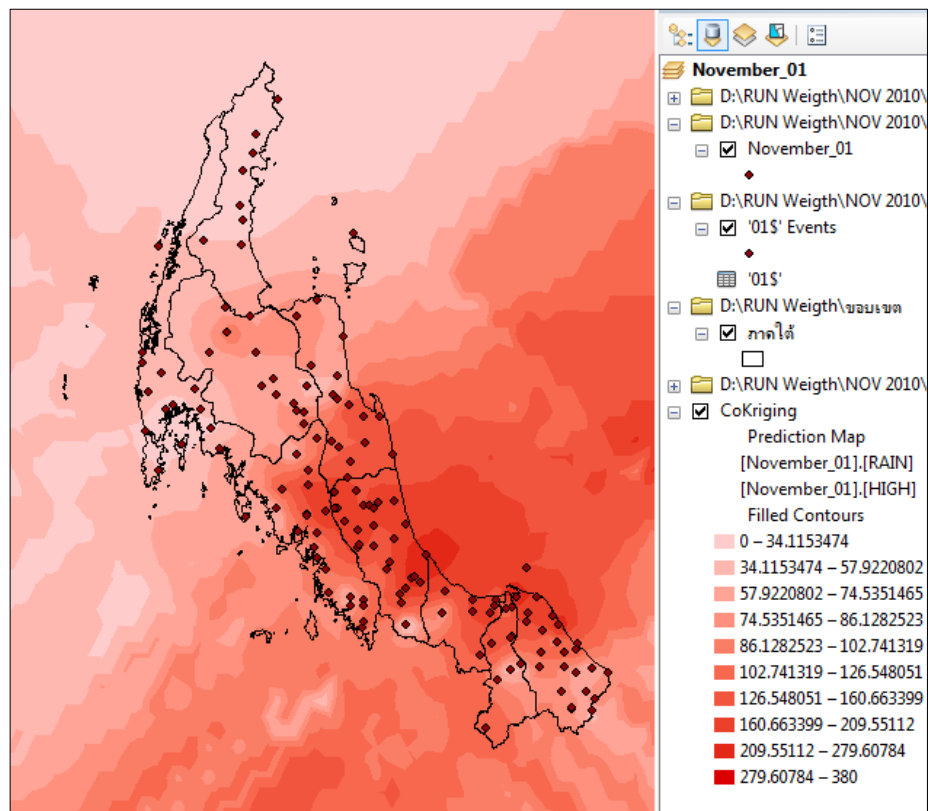 November_01
D:\RUN Weigth\NOV 2010\
D:\RUN Weigth\NOV 2010\
November_01
D:\RUN Weigth\NOV 2010\
'01$' Events
'01$'
D:\RUN Weigth\ขอบเขต
ภาคใต้
D:\RUN Weigth\NOV 2010\
CoKriging
Prediction Map
[November_01].[RAIN]
[November_01].[HIGH]
Filled Contours
0 – 34.1153474
34.1153474 – 57.9220802
57.9220802 – 74.5351465
74.5351465 – 86.1282523
86.1282523 – 102.741319
102.741319 – 126.548051
126.548051 – 160.663399
160.663399 – 209.55112
209.55112 – 279.60784
279.60784 – 380